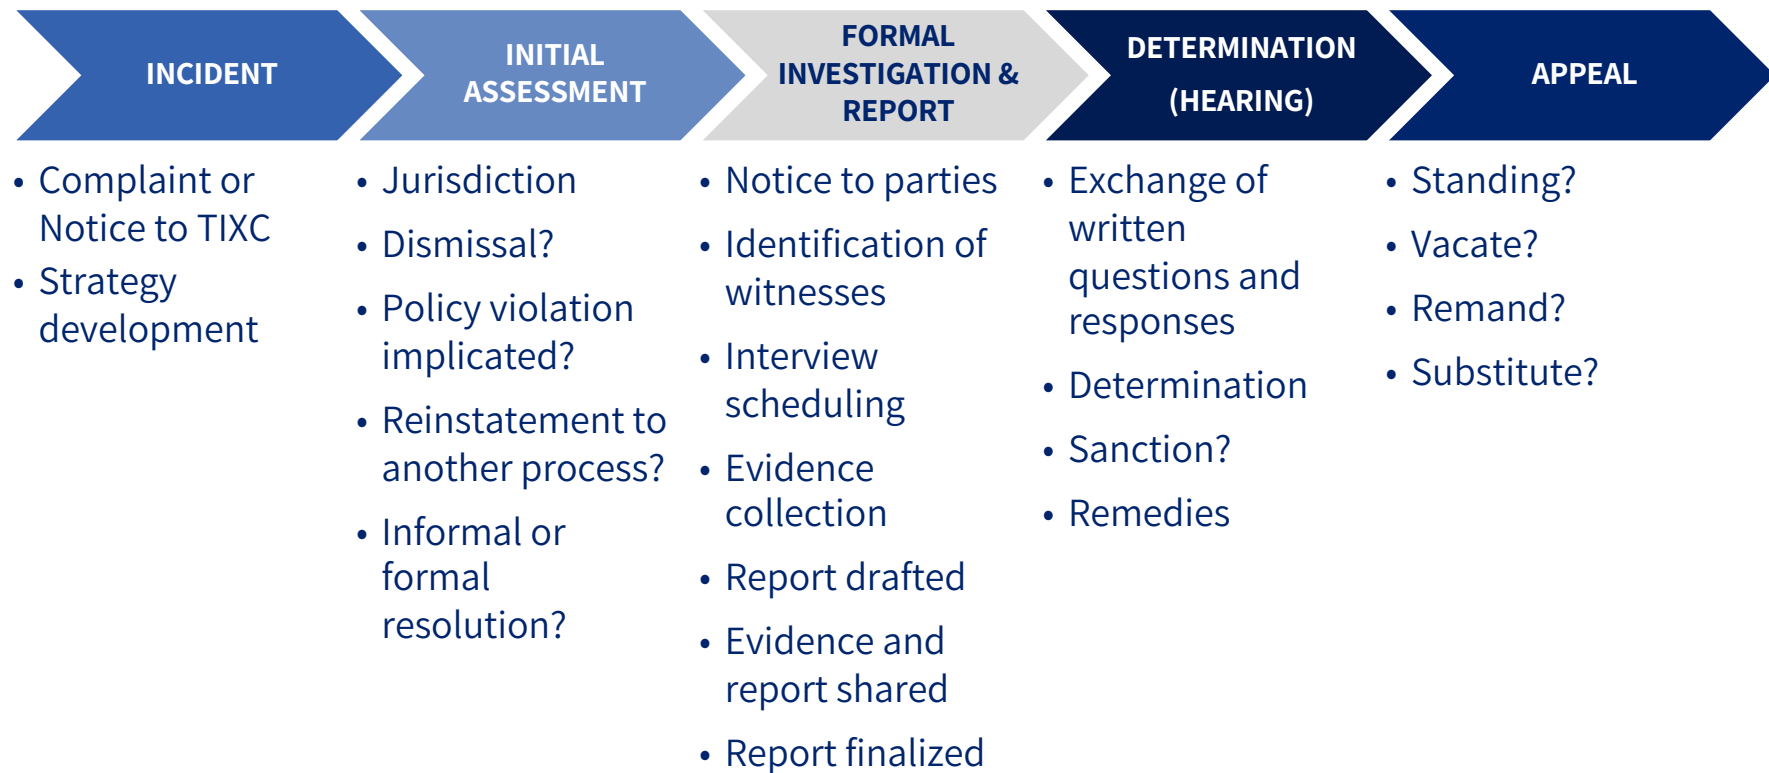 INCIDENT
INITIAL
ASSESSMENT
FORMAL
INVESTIGATION &
REPORT
DETERMINATION
(HEARING)
APPEAL
• Complaint or
Notice to TIXC
• Strategy
development
• Jurisdiction
• Dismissal?
• Policy violation
implicated?
• Reinstatement to
another process?
• Informal or
formal
resolution?
• Notice to parties
• Identification of
witnesses
• Interview
scheduling
• Evidence
collection
• Report drafted
• Evidence and
report shared
• Report finalized
• Exchange of
written
questions and
responses
• Determination
• Sanction?
• Remedies
• Standing?
• Vacate?
• Remand?
• Substitute?